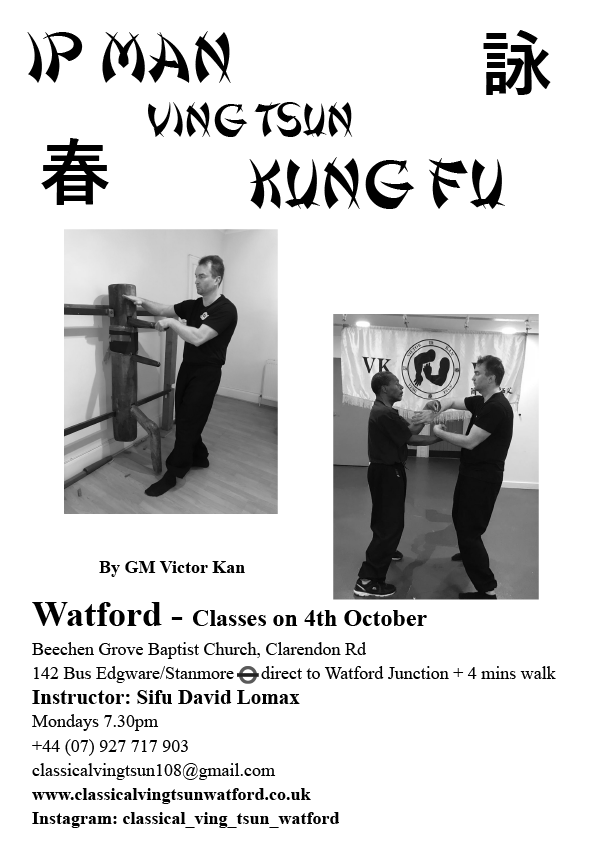 IP MAN
詠
VING TSUN
春
KUNG FU
VK
By GM Victor Kan
Watford - Classes on 4th October
Beechen Grove Baptist Church, Clarendon Rd
142 Bus Edgware/Stanmore direct to Watford Junction + 4 mins walk
Instructor: Sifu David Lomax
Mondays 7.30pm
+44 (07) 927 717 903
classicalvingtsun108@gmail.com
www.classicalvingtsunwatford.co.uk
Instagram: classical_ving_tsun_watford